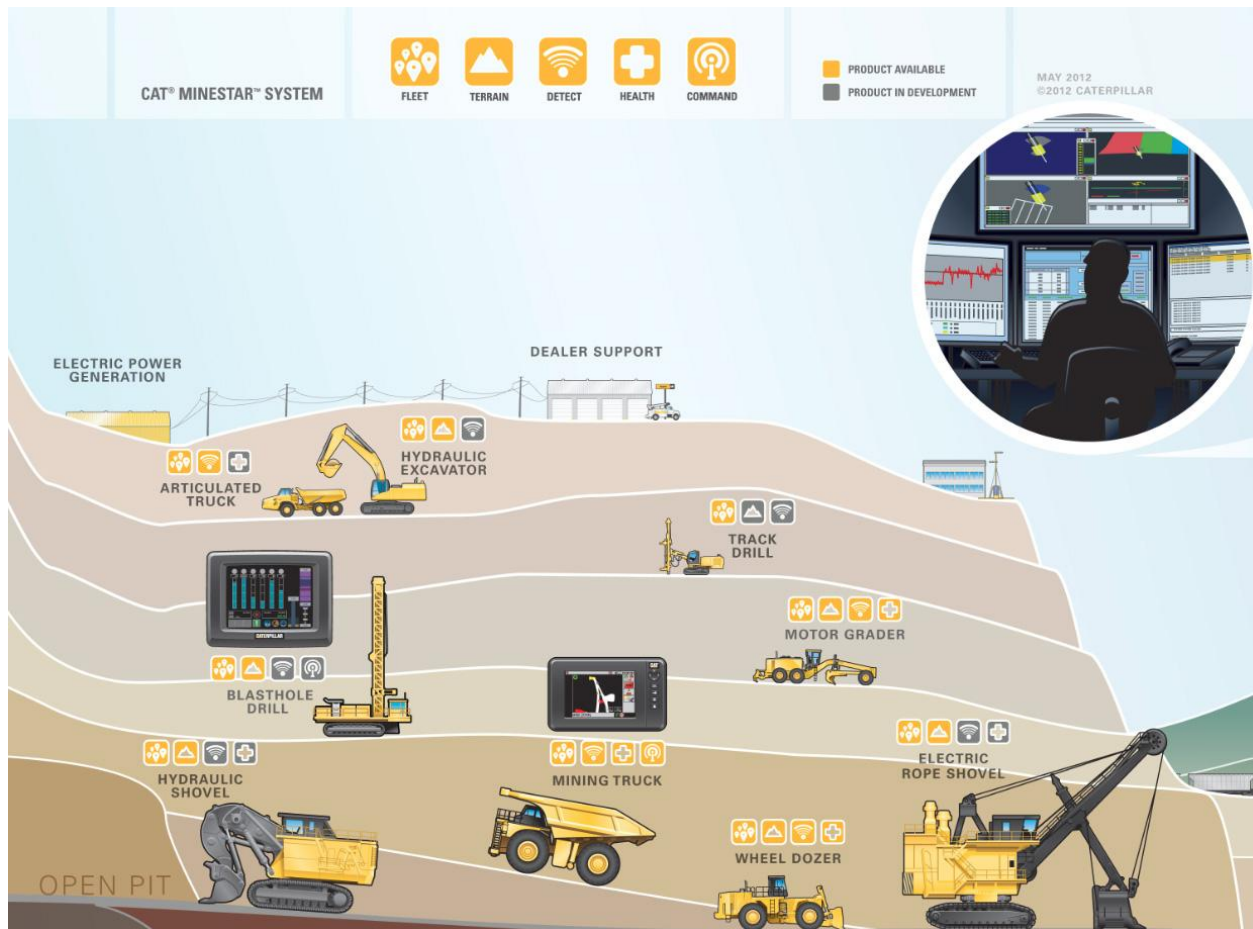 CAT® MINESTAR™ SYSTEM
FLEET
TERRAIN
DETECT
HEALTH
COMMAND
PRODUCT AVAILABLE
PRODUCT IN DEVELOPMENT
MAY 2012
©2012 CATERPILLAR
ELECTRIC POWER
GENERATION
DEALER SUPPORT
HYDRAULIC
EXCAVATOR
ARTICULATED
TRUCK
TRACK
DRILL
CATERPILLAR
MOTOR GRADER
BLASTHOLE
DRILL
CAT
HYDRAULIC
SHOVEL
MINING TRUCK
ELECTRIC
ROPE SHOVEL
WHEEL DOZER
OPEN PIT